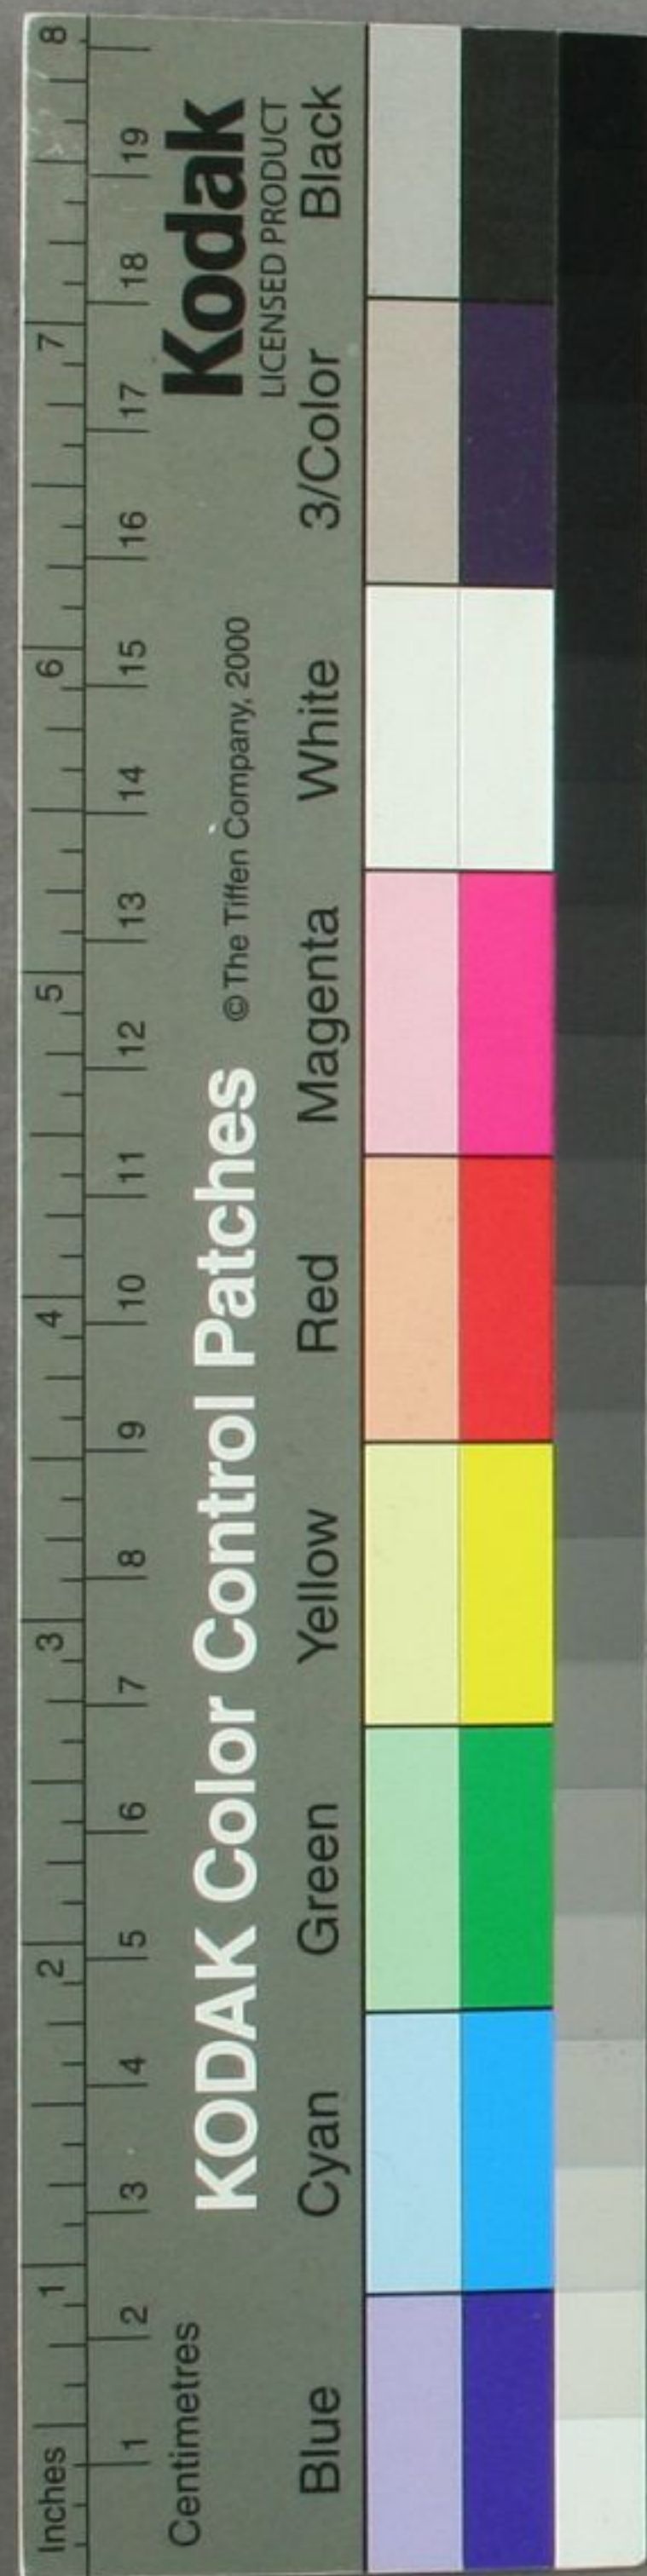 Inches 1 2 3 4 5 6 7 8
1 2 3 4 5 6 7 8 9 10 11 12 13 14 15 16 17 18 19
Centimetres
KODAK Color Control Patches © The Tiffen Company, 2000
Kodak
LICENSED PRODUCT
Blue Cyan Green Yellow Red Magenta White 3/Color Black